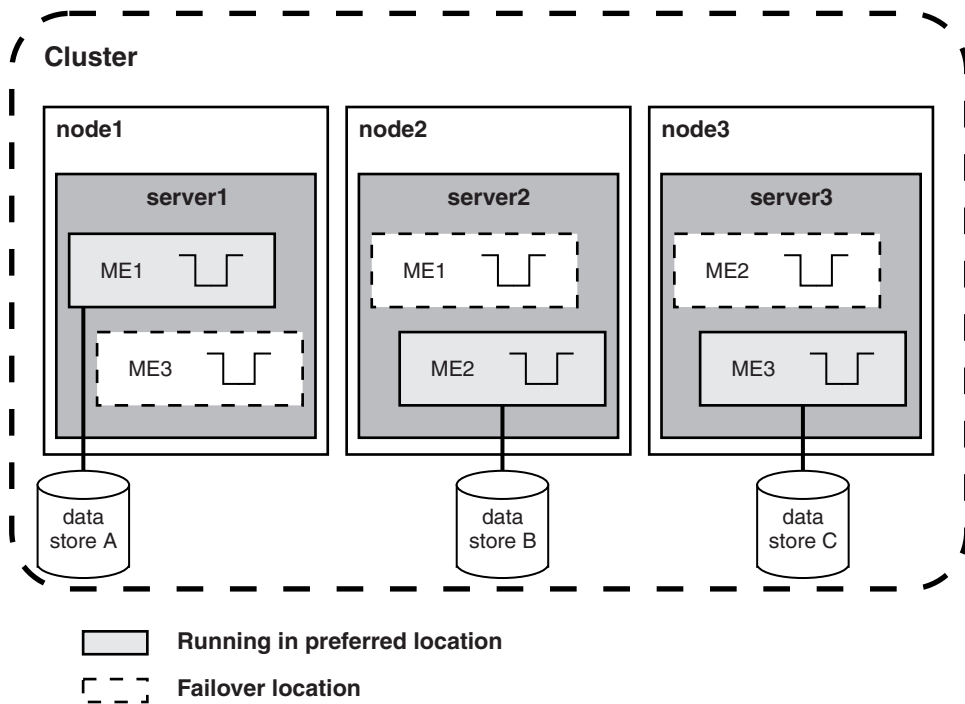 Cluster
node1
node2
node3
server1
server2
server3
ME1
ME1
ME2
ME3
ME2
ME3
data
store A
data
store B
data
store C
Running in preferred location
Failover location